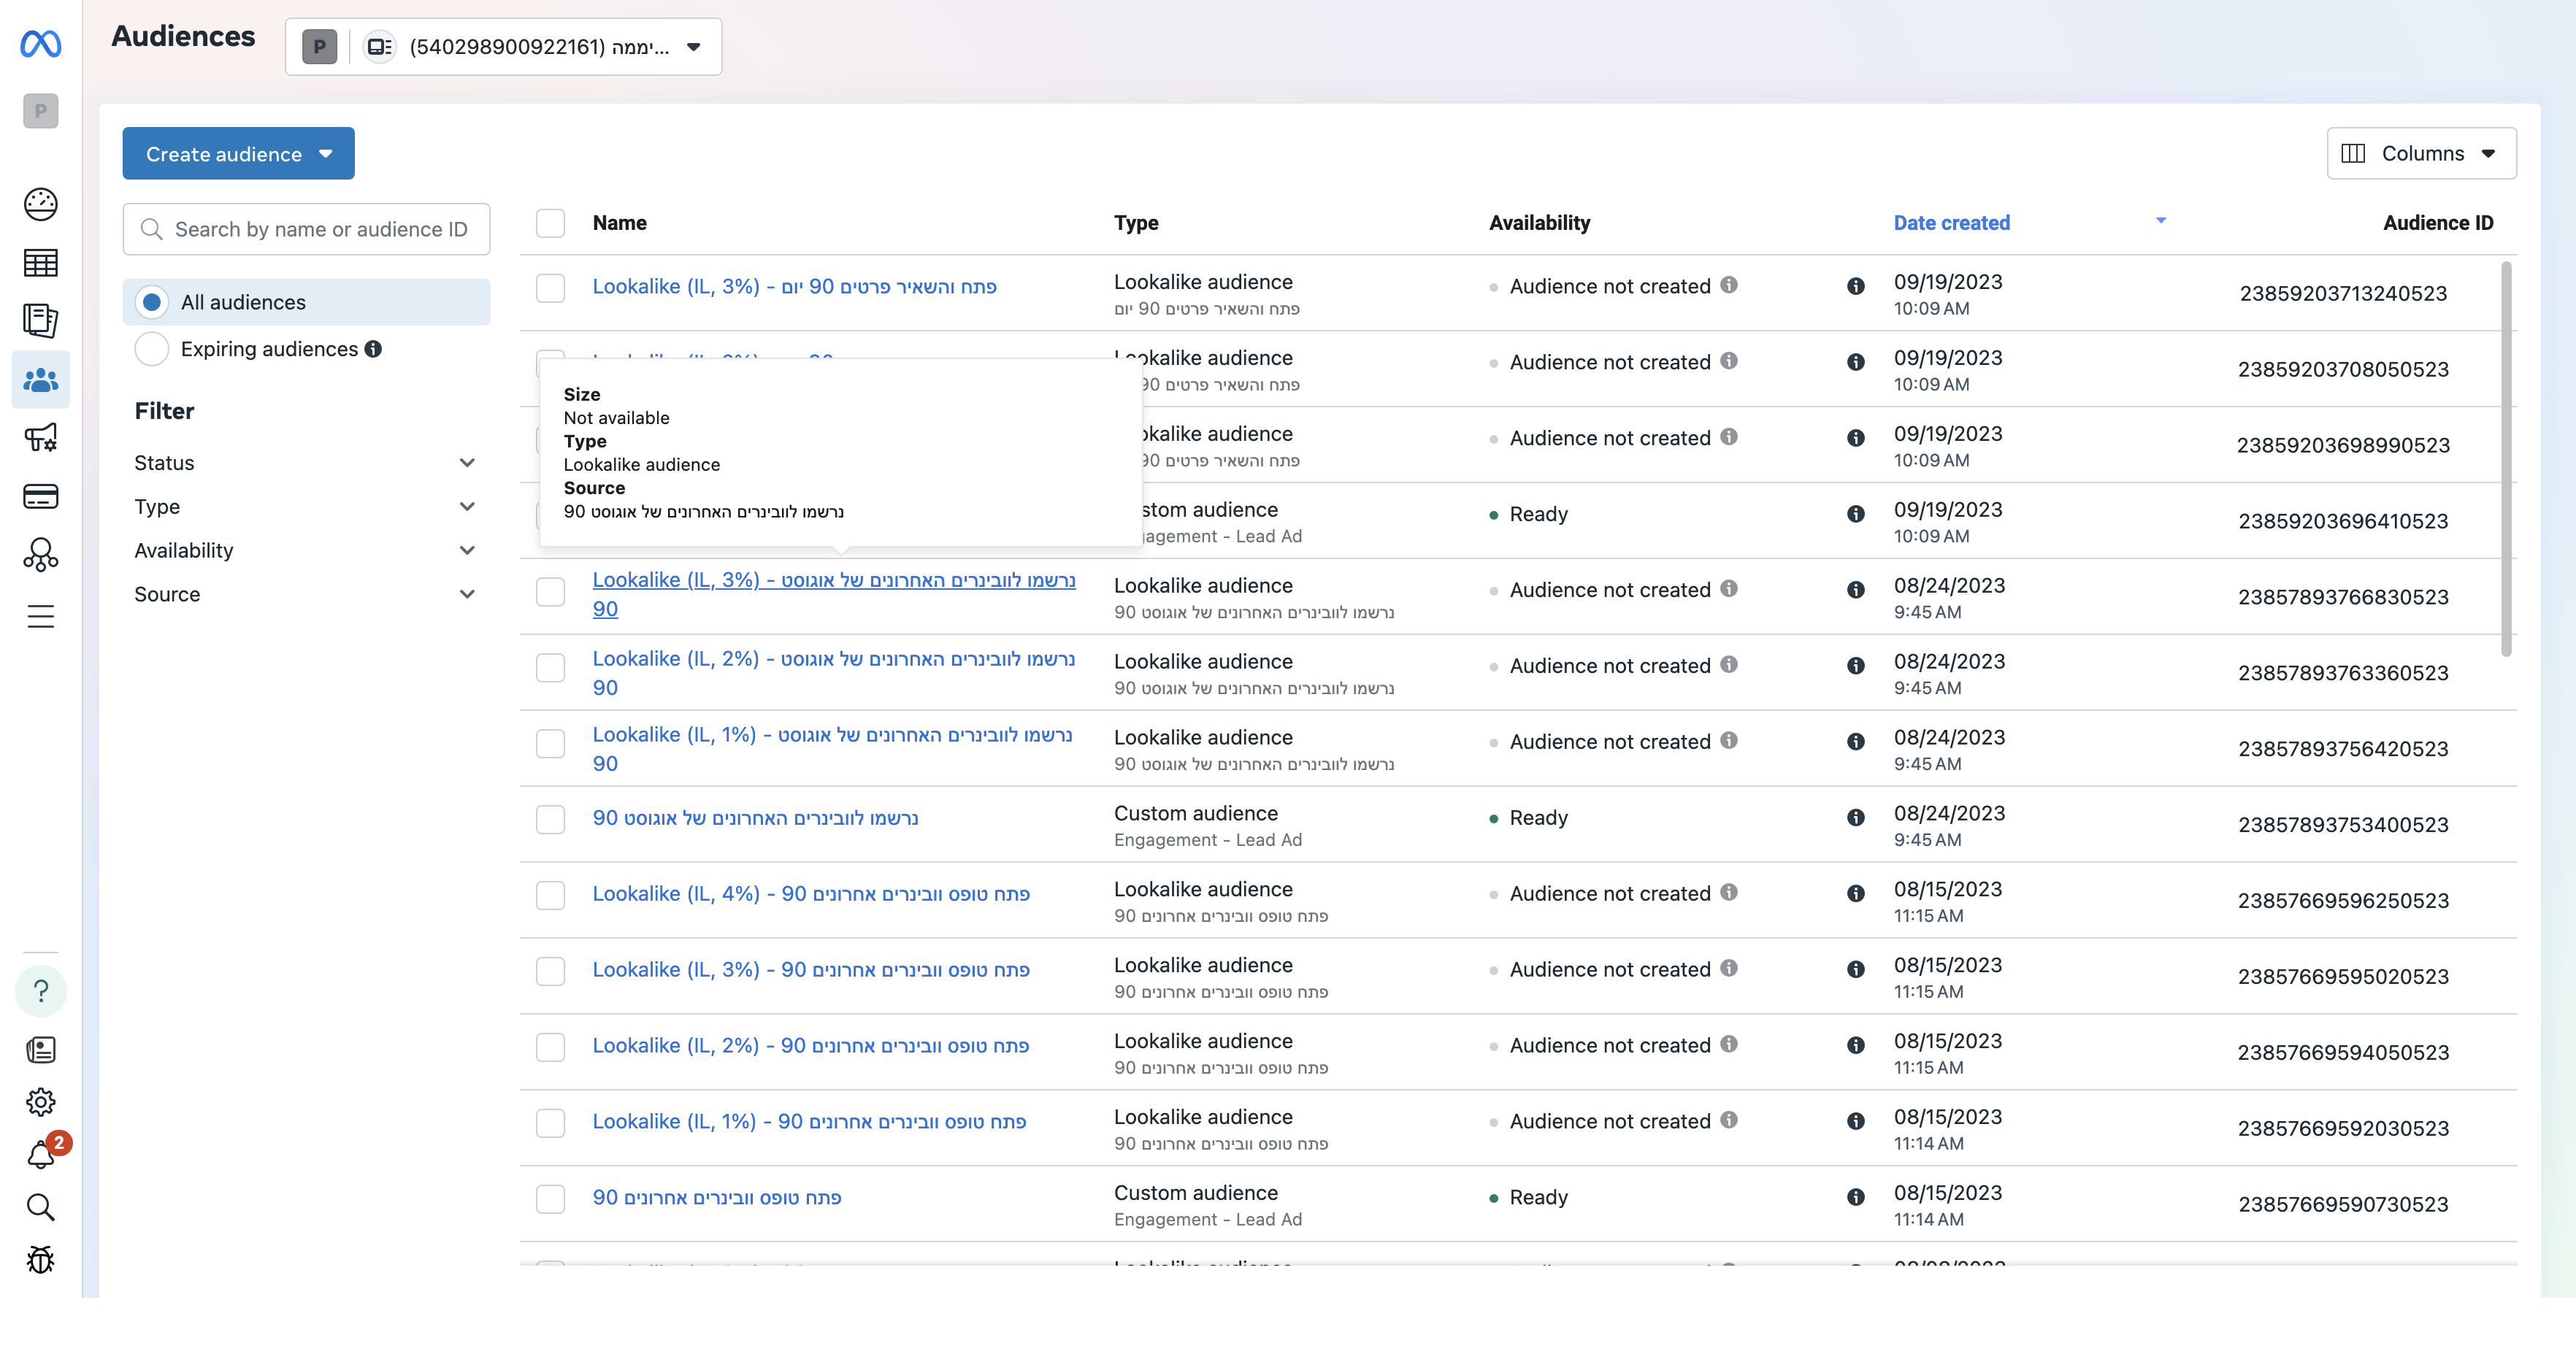 Audiences
P
(540298900922161) יממה...
P
Create audience
Columns
Search by name or audience ID
All audiences
Expiring audiences
Filter
Status
Type
Availability
Source
Name Type Availability Date created Audience ID
Lookalike (IL, 3%) - פתח והשאיר פרטים 90 יום
Lookalike audience
פתח והשאיר פרטים 90 יום
Audience not created
09/19/2023
10:09 AM
23859203713240523
Lookalike audience
פתח והשאיר פרטים 90
Audience not created
09/19/2023
10:09 AM
23859203708050523
Size
Not available
Type
Lookalike audience
Source
נרשמו לוובינרים האחרונים של אוגוסט 90
okalike audience
פתח והשאיר פרטים 90
Audience not created
09/19/2023
10:09 AM
23859203698990523
stom audience
agement - Lead Ad
Ready
09/19/2023
10:09 AM
23859203696410523
Lookalike (IL, 3%) - נרשמו לוובינרים האחרונים של אוגוסט
90
Lookalike audience
נרשמו לוובינרים האחרונים של אוגוסט 90
Audience not created
08/24/2023
9:45 AM
23857893766830523
Lookalike (IL, 2%) - נרשמו לוובינרים האחרונים של אוגוסט
90
Lookalike audience
נרשמו לוובינרים האחרונים של אוגוסט 90
Audience not created
08/24/2023
9:45 AM
23857893763360523
Lookalike (IL, 1%) - נרשמו לוובינרים האחרונים של אוגוסט
90
Lookalike audience
נרשמו לוובינרים האחרונים של אוגוסט 90
Audience not created
08/24/2023
9:45 AM
23857893756420523
נרשמו לוובינרים האחרונים של אוגוסט 90
Custom audience
Engagement - Lead Ad
Ready
08/24/2023
9:45 AM
23857893753400523
Lookalike (IL, 4%) - פתח טופס וובינרים אחרונים 90
Lookalike audience
פתח טופס וובינרים אחרונים 90
Audience not created
08/15/2023
11:15 AM
23857669596250523
Lookalike (IL, 3%) - פתח טופס וובינרים אחרונים 90
Lookalike audience
פתח טופס וובינרים אחרונים 90
Audience not created
08/15/2023
11:15 AM
23857669595020523
Lookalike (IL, 2%) - פתח טופס וובינרים אחרונים 90
Lookalike audience
פתח טופס וובינרים אחרונים 90
Audience not created
08/15/2023
11:15 AM
23857669594050523
Lookalike (IL, 1%) - פתח טופס וובינרים אחרונים 90
Lookalike audience
פתח טופס וובינרים אחרונים 90
Audience not created
08/15/2023
11:14 AM
23857669592030523
פתח טופס וובינרים אחרונים 90
Custom audience
Engagement - Lead Ad
Ready
08/15/2023
11:14 AM
23857669590730523
?
2